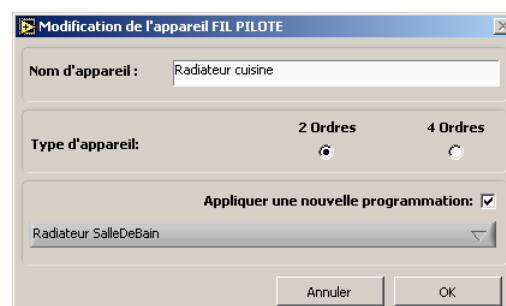 Modification de l'appareil FIL PILOTE
Nom d'appareil : Radiateur cuisine
2 Ordres 4 Ordres
Type d'appareil:
Appliquer une nouvelle programmation:
Radiateur SalleDeBain
Annuler OK